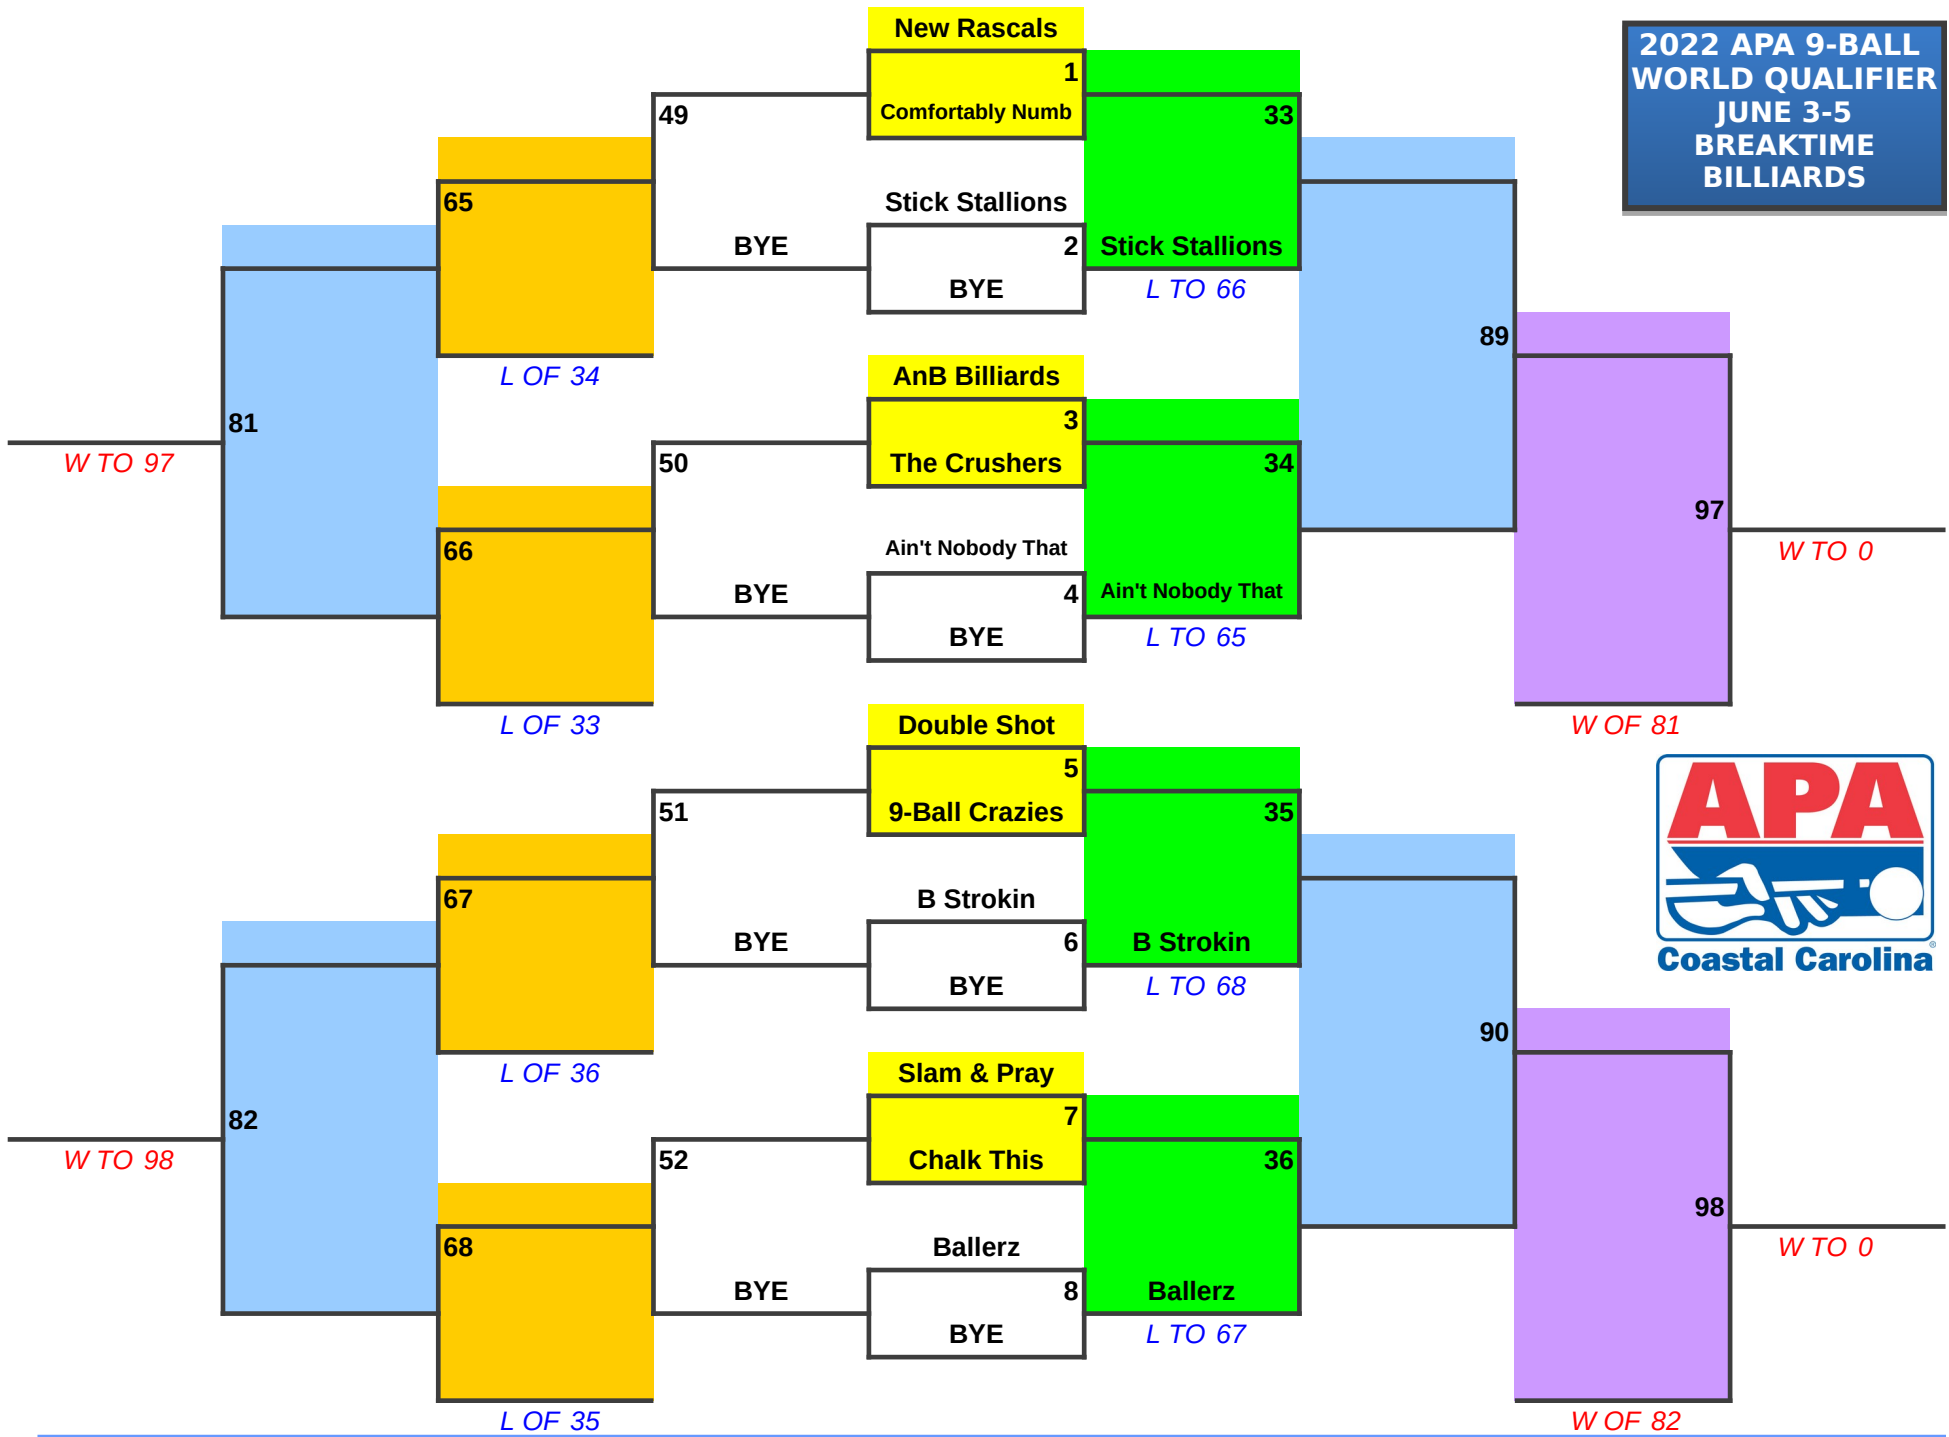 New Rascals
1
Comfortably Numb
2022 APA 9-BALL
WORLD QUALIFIER
JUNE 3-5
BREAKTIME
BILLIARDS
49
33
65
Stick Stallions
BYE
2
Stick Stallions
BYE
L TO 66
89
L OF 34
AnB Billiards
81
3
W TO 97
50
The Crushers
34
97
66
Ain't Nobody That
W TO 0
BYE
4
Ain't Nobody That
BYE
L TO 65
L OF 33
Double Shot
W OF 81
5
51
9-Ball Crazies
35
APA
67
B Strokin
BYE
6
B Strokin
®
Coastal Carolina
BYE
L TO 68
90
L OF 36
Slam & Pray
82
7
W TO 98
52
Chalk This
36
98
68
Ballerz
W TO 0
BYE
8
Ballerz
BYE
L TO 67
L OF 35
W OF 82